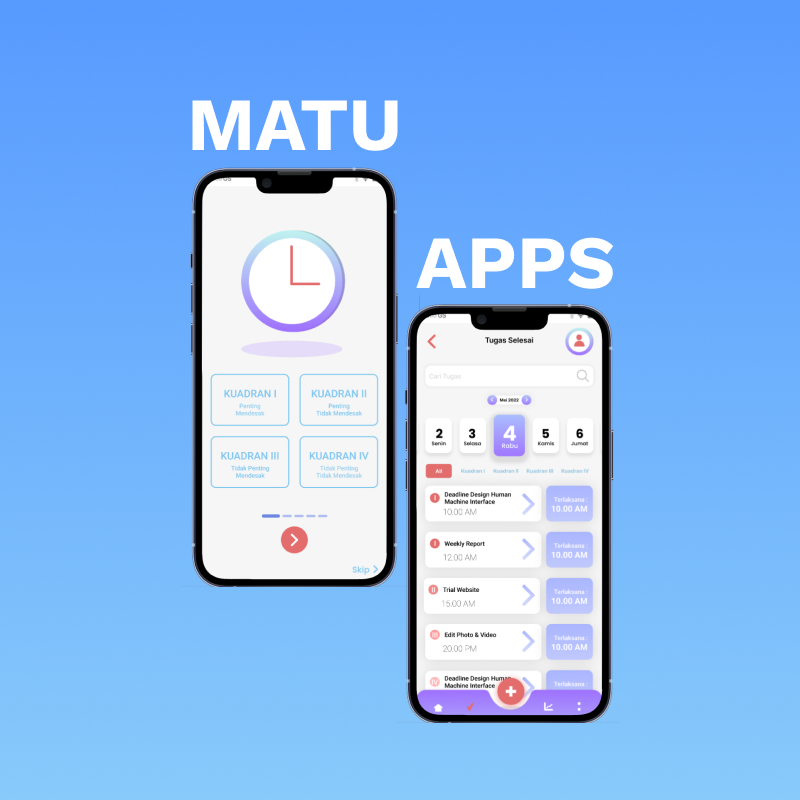 MATU
KUADRAN I
Penting
Mendesak
KUADRAN II
Penting
Tidak Mendesak
KUADRAN III
Tidak Penting
Mendesak
KUADRAN IV
Tidak Penting
Tidak Mendesak
Skip
APPS
Tugas Selesai
Cari Tugas
Mei 2022
2
Senin
3
Selasa
4
Rabu
5
Kamis
6
Jumat
All
Kuadran I
Kuadran II
Kuadran III
Kuadran IV
I
Deadline Design Human
Machine Interface
10.00 AM
Terlaksana
10.00 AM
I
Weekly Report
12.00 AM
Terlaksana
10.00 AM
II
Trial Website
15.00 AM
Terlaksana
10.00 AM
III
Edit Photo & Video
20.00 PM
Terlaksana
10.00 AM
IV
Deadline Design Human
Machine Interface
Terlaksana